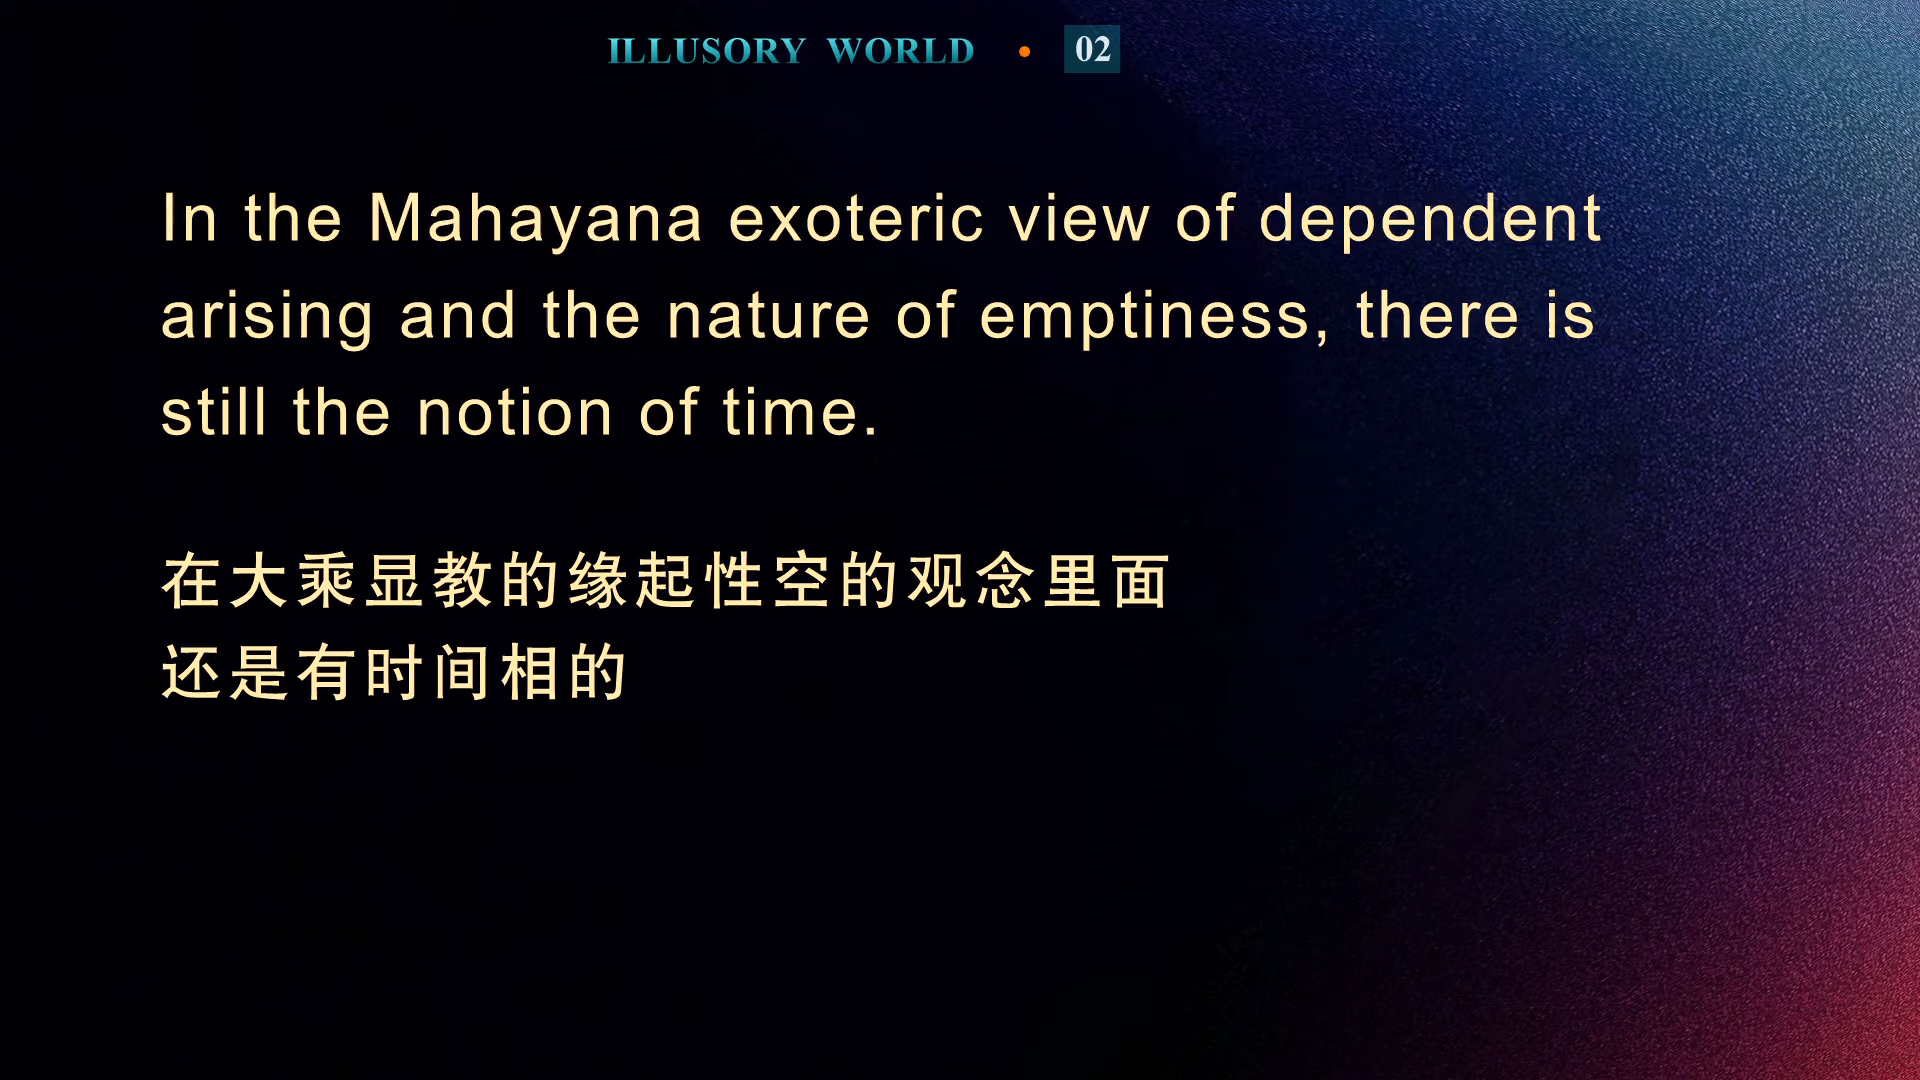 ILLUSORY WORLD • 02
In the Mahayana exoteric view of dependent
arising and the nature of emptiness, there is
still the notion of time.
在大乘显教的缘起性空的观念里面
还是有时间相的